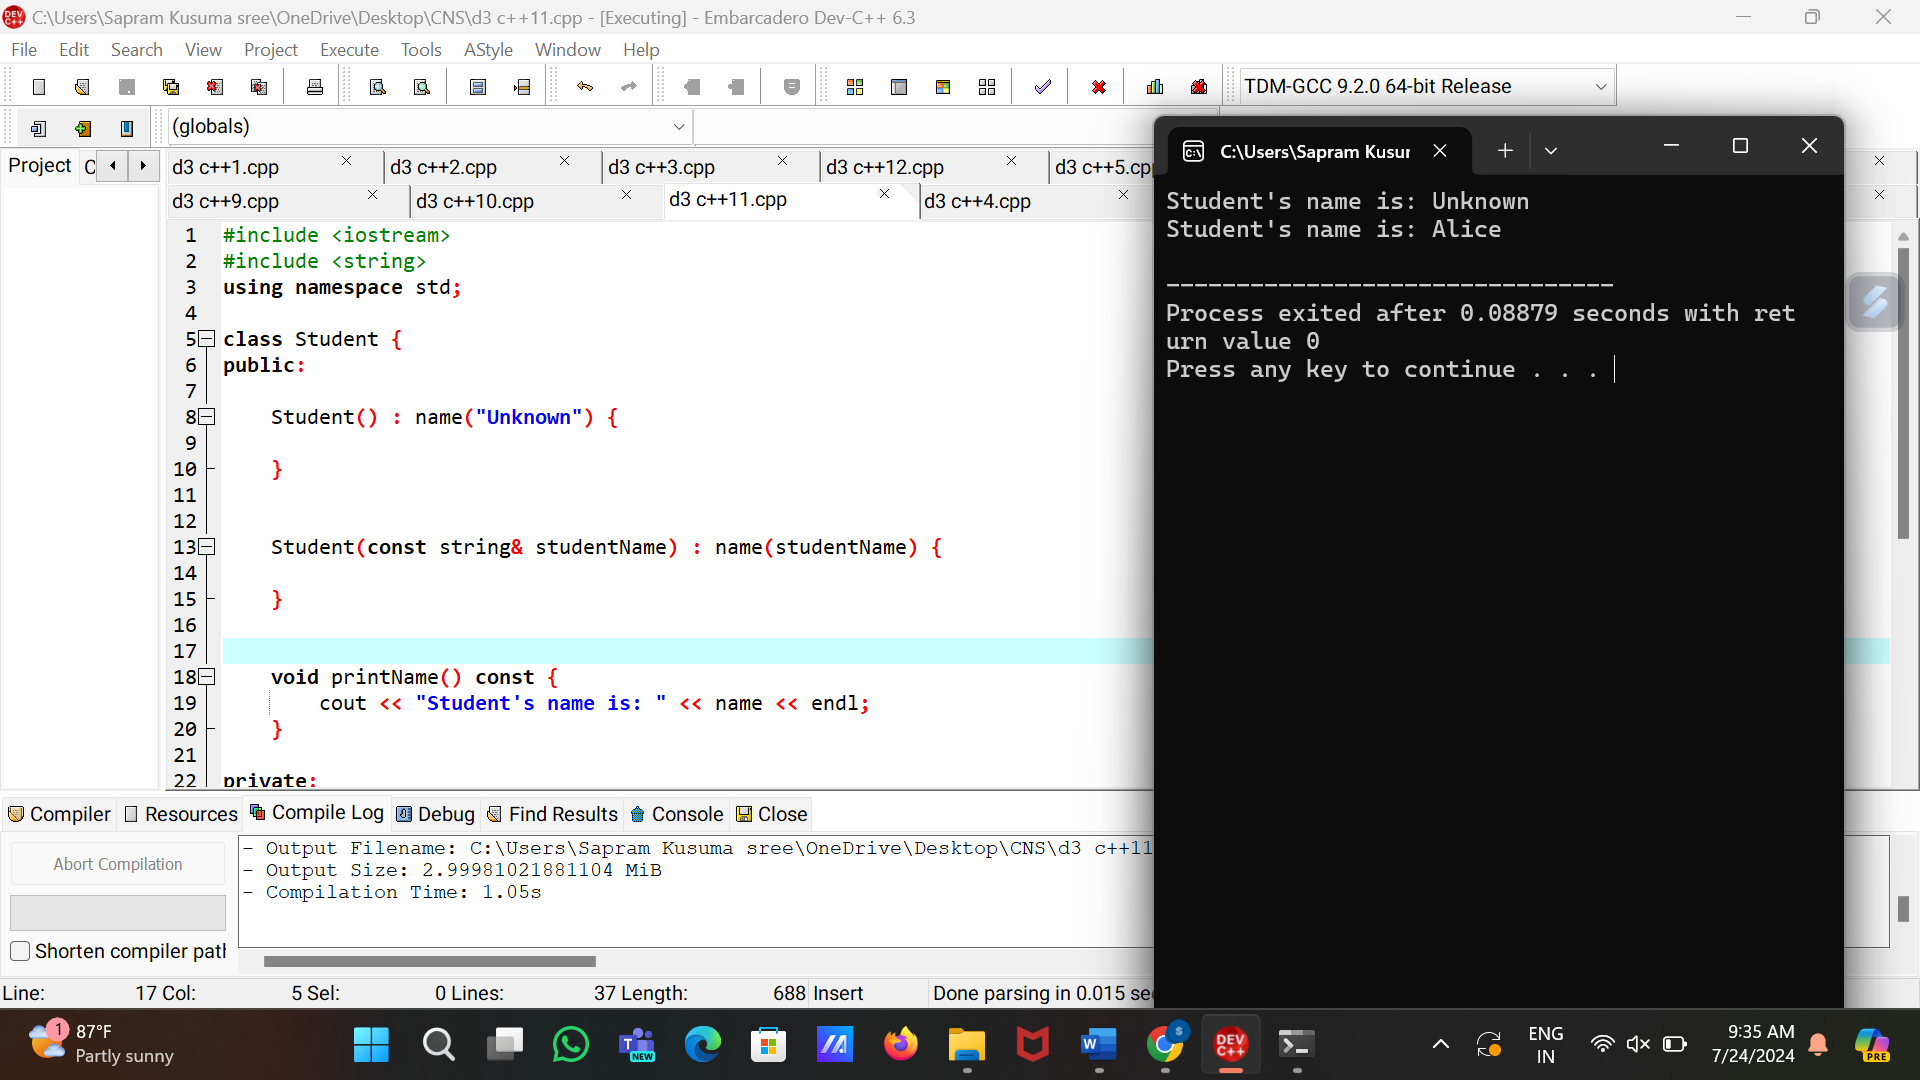 C:\Users\Sapram Kusuma sree\OneDrive\Desktop\CNS\d3 c++11.cpp - [Executing] - Embarcadero Dev-C++ 6.3
File Edit Search View Project Execute Tools AStyle Window Help
TDM-GCC 9.2.0 64-bit Release
(globals)
Project C
d3 c++1.cpp d3 c++2.cpp d3 c++3.cpp d3 c++12.cpp d3 c++5.cpp
d3 c++9.cpp d3 c++10.cpp d3 c++11.cpp d3 c++4.cpp
1 #include <iostream>
2 #include <string>
3 using namespace std;
4
5 class Student {
6 public:
7
8 Student() : name("Unknown") {
9
10 }
11
12
13 Student(const string& studentName) : name(studentName) {
14
15 }
16
17
18 void printName() const {
19 cout << "Student's name is: " << name << endl;
20 }
21
22 private:
C:\Users\Sapram Kusur
Student's name is: Unknown
Student's name is: Alice
--------------------------------
Process exited after 0.08879 seconds with ret
urn value 0
Press any key to continue . . .
Compiler Resources Compile Log Debug Find Results Console Close
Abort Compilation
Shorten compiler path
- Output Filename: C:\Users\Sapram Kusuma sree\OneDrive\Desktop\CNS\d3 c++11
- Output Size: 2.99981021881104 MiB
- Compilation Time: 1.05s
Line: 17 Col: 5 Sel: 0 Lines: 37 Length: 688 Insert Done parsing in 0.015 sec
1
87°F
Partly sunny
NEW
DEV C++
ENG
IN
9:35 AM
7/24/2024
PRE